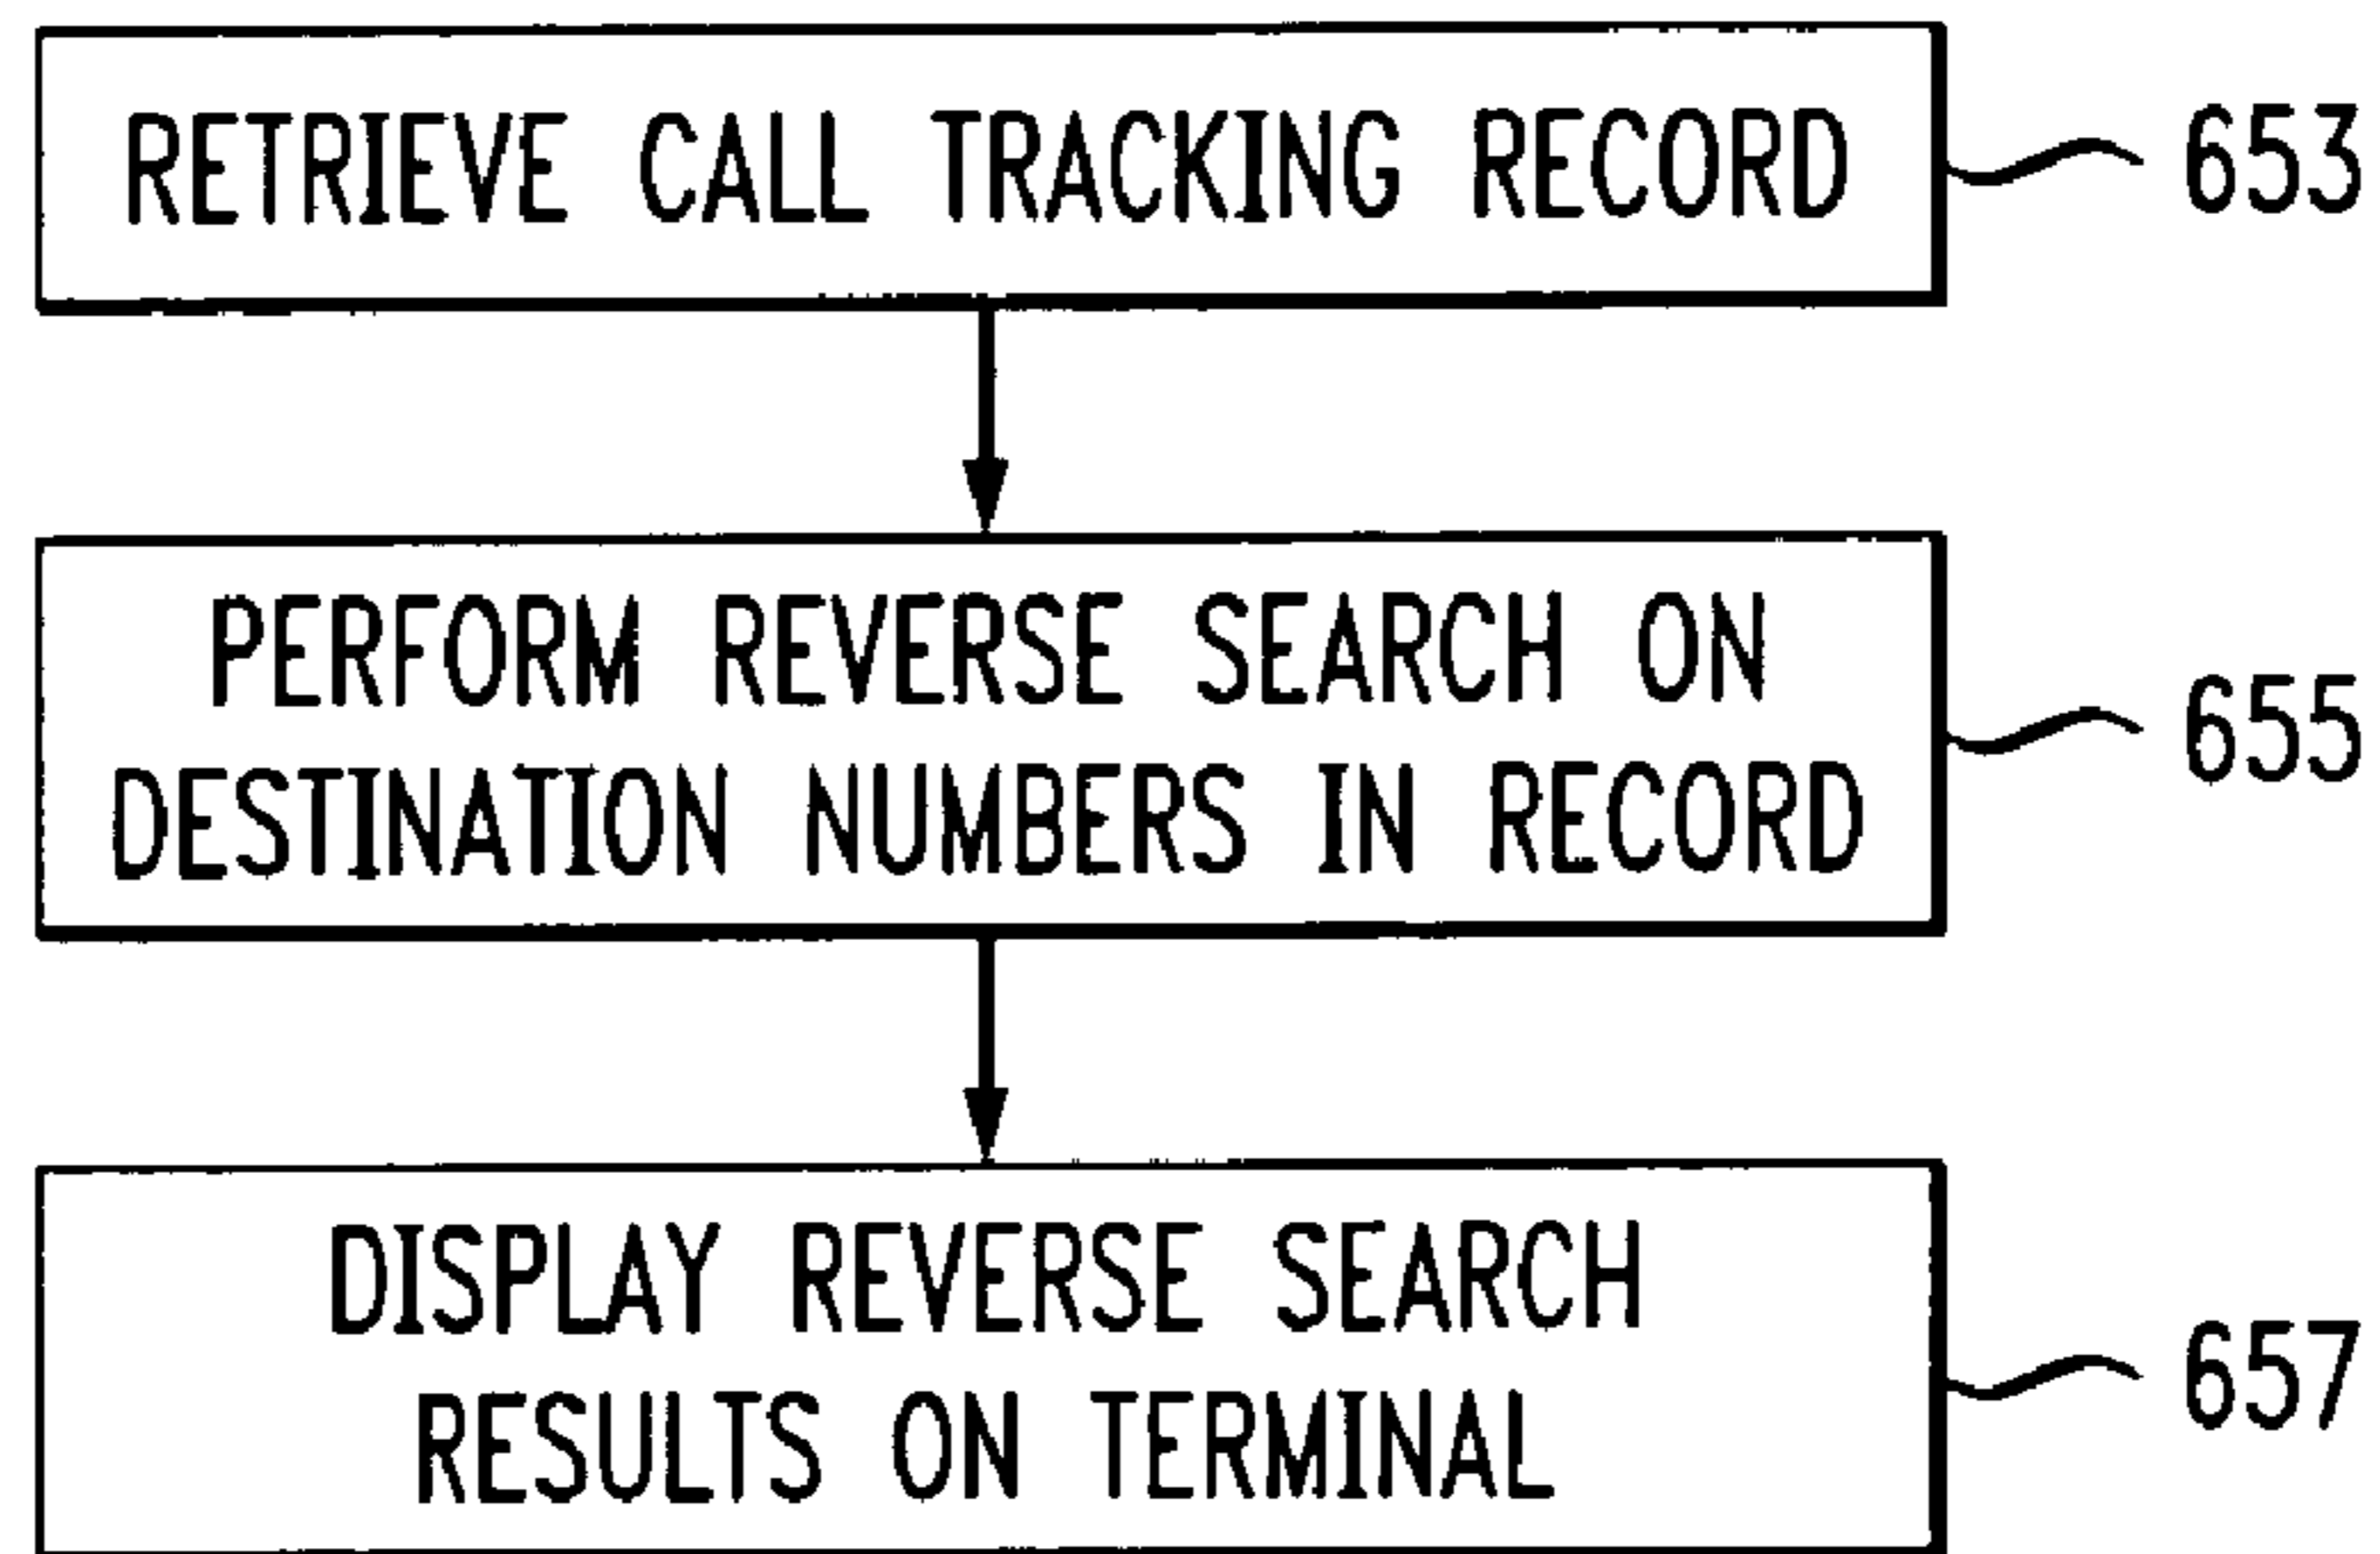 RETRIEVE CALL TRACKING RECORD
653
PERFORM REVERSE SEARCH ON
DESTINATION NUMBERS IN RECORD
655
DISPLAY REVERSE SEARCH
RESULTS ON TERMINAL
657